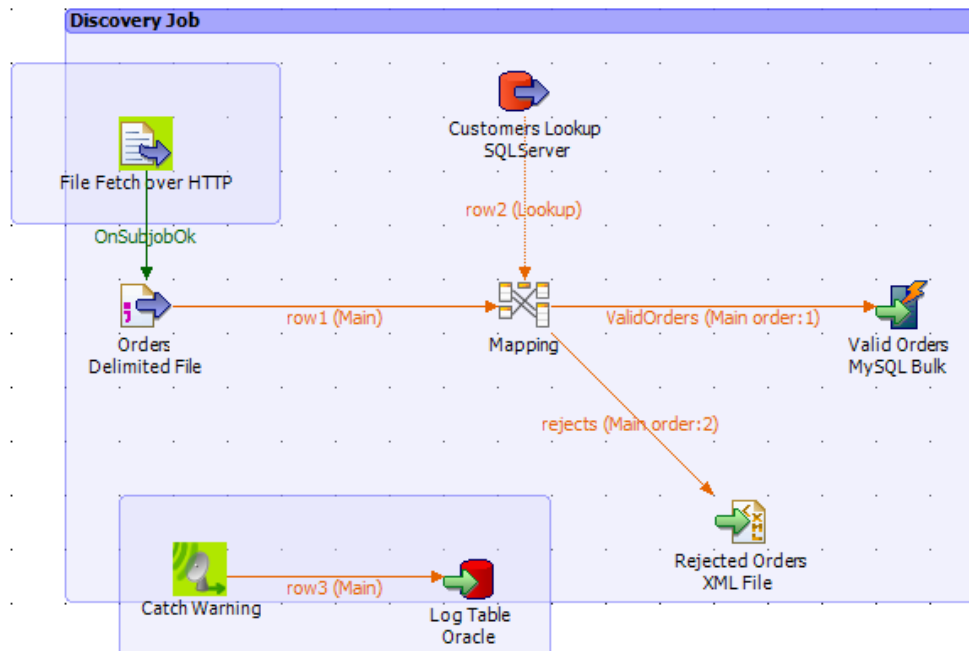 Discovery Job
Customers Lookup
SQLServer
File Fetch over HTTP
row2 (Lookup)
OnSubjobOk
row1 (Main)
ValidOrders (Main order:1)
Orders
Delimited File
Mapping
Valid Orders
MySQL Bulk
rejects (Main order:2)
Rejected Orders
XML File
row3 (Main)
Catch Warning
Log Table
Oracle